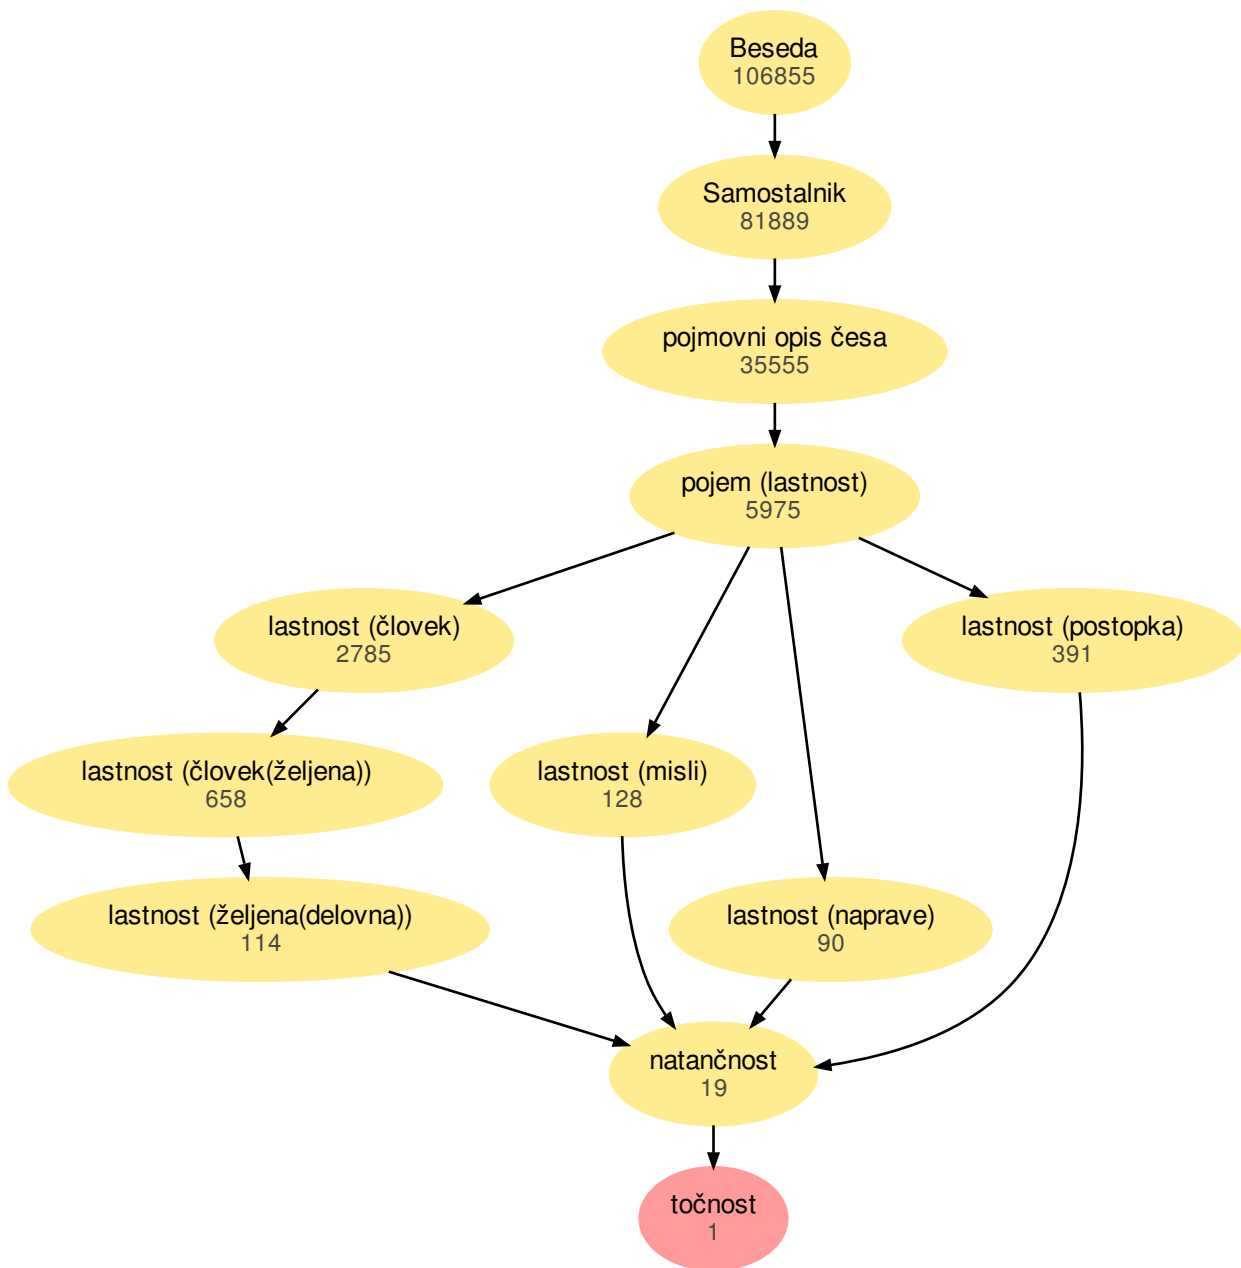 Beseda
106855
Samostalnik
81889
pojmovni opis česa
35555
pojem (lastnost)
5975
lastnost (človek)
2785
lastnost (postopka)
391
lastnost (človek(željena))
658
lastnost (misli)
128
lastnost (željena(delovna))
114
lastnost (naprave)
90
natančnost
19
točnost
1